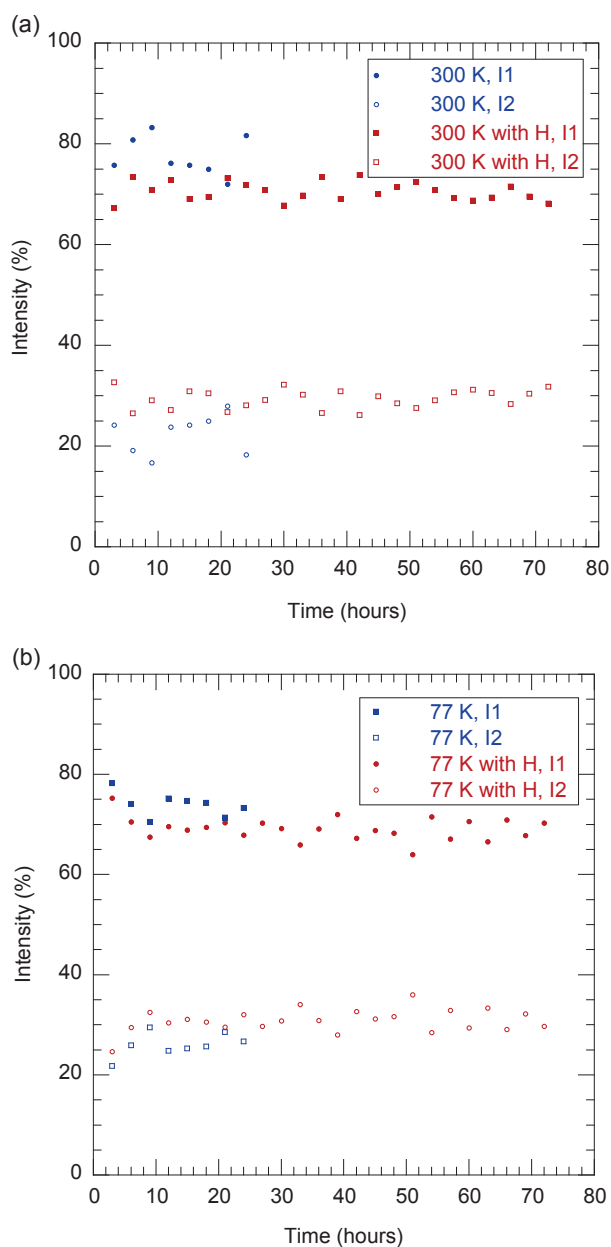 (a)
100
80
60
40
20
0
Intensity (%)
300 K, I1
300 K, I2
300 K with H, I1
300 K with H, I2
0 10 20 30 40 50 60 70 80
Time (hours)
(b)
100
80
60
40
20
0
Intensity (%)
77 K, I1
77 K, I2
77 K with H, I1
77 K with H, I2
0 10 20 30 40 50 60 70 80
Time (hours)